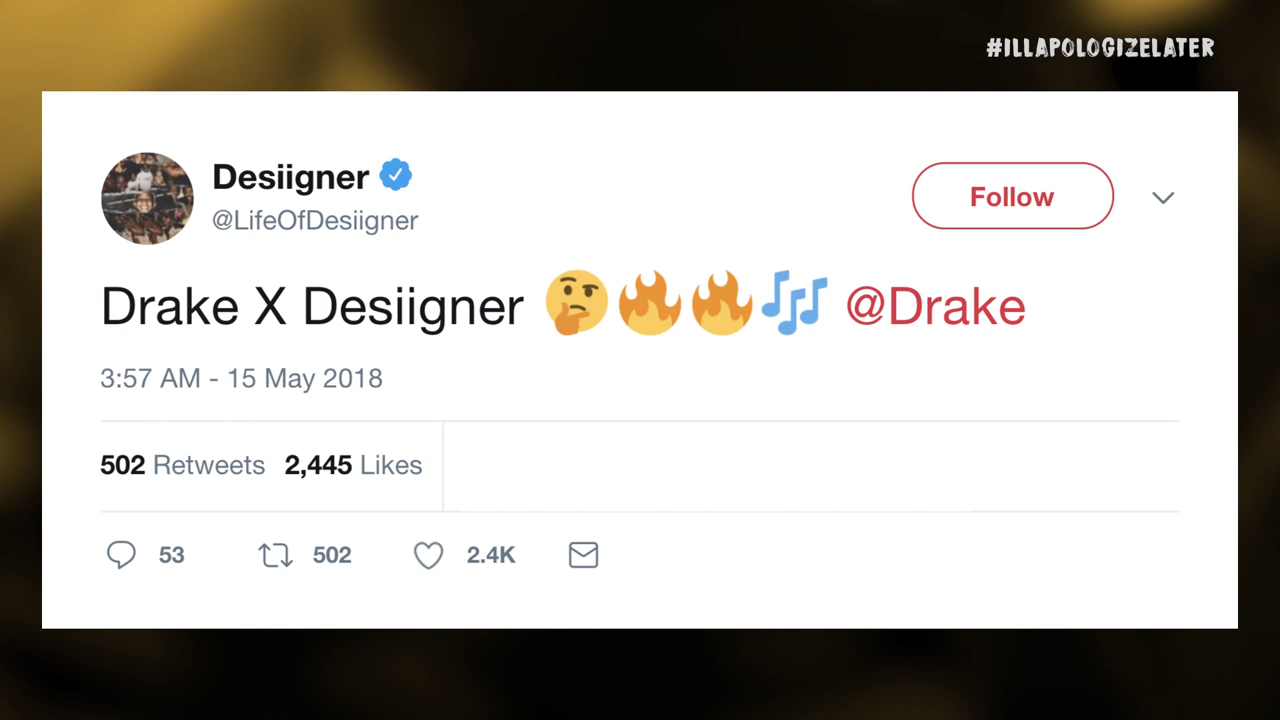 #ILLAPOLOGIZELATER
Desiigner
@LifeOfDesiigner
Follow
Drake X Desiigner 🤔🔥🔥🎶 @Drake
3:57 AM - 15 May 2018
502 Retweets 2,445 Likes
53 502 2.4K